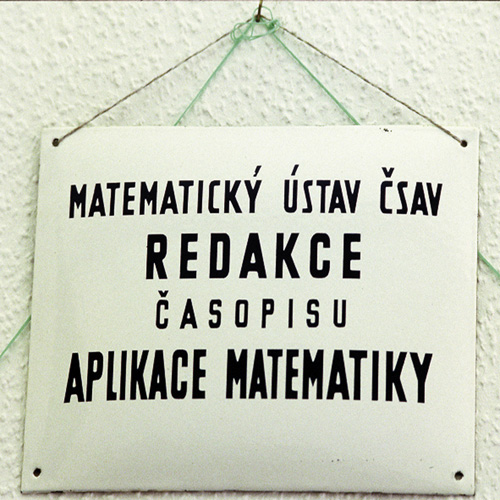 MATEMATICKÝ ÚSTAV ČSAV
REDAKCE
ČASOPISU
APLIKACE MATEMATIKY